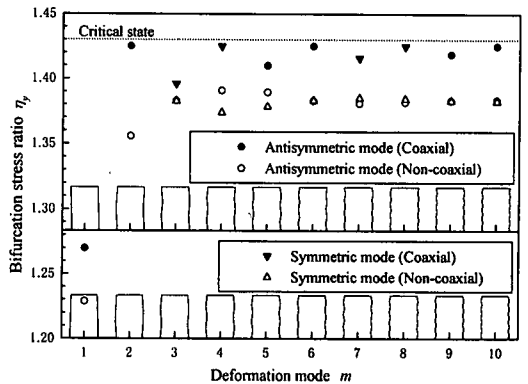 Critical state
1.45
1.40
1.35
1.30
1.25
1.20
Bifurcation stress ratio ηy
● Antisymmetric mode (Coaxial)
○ Antisymmetric mode (Non-coaxial)
▼ Symmetric mode (Coaxial)
△ Symmetric mode (Non-coaxial)
1 2 3 4 5 6 7 8 9 10
Deformation mode m